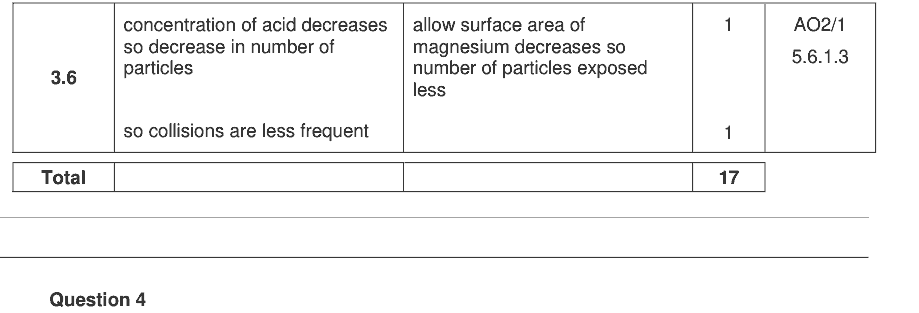 concentration of acid decreases allow surface area of 1 AO2/1
so decrease in number of magnesium decreases so
particles number of particles exposed 5.6.1.3
3.6 less
so collisions are less frequent 1
Total 17
Question 4